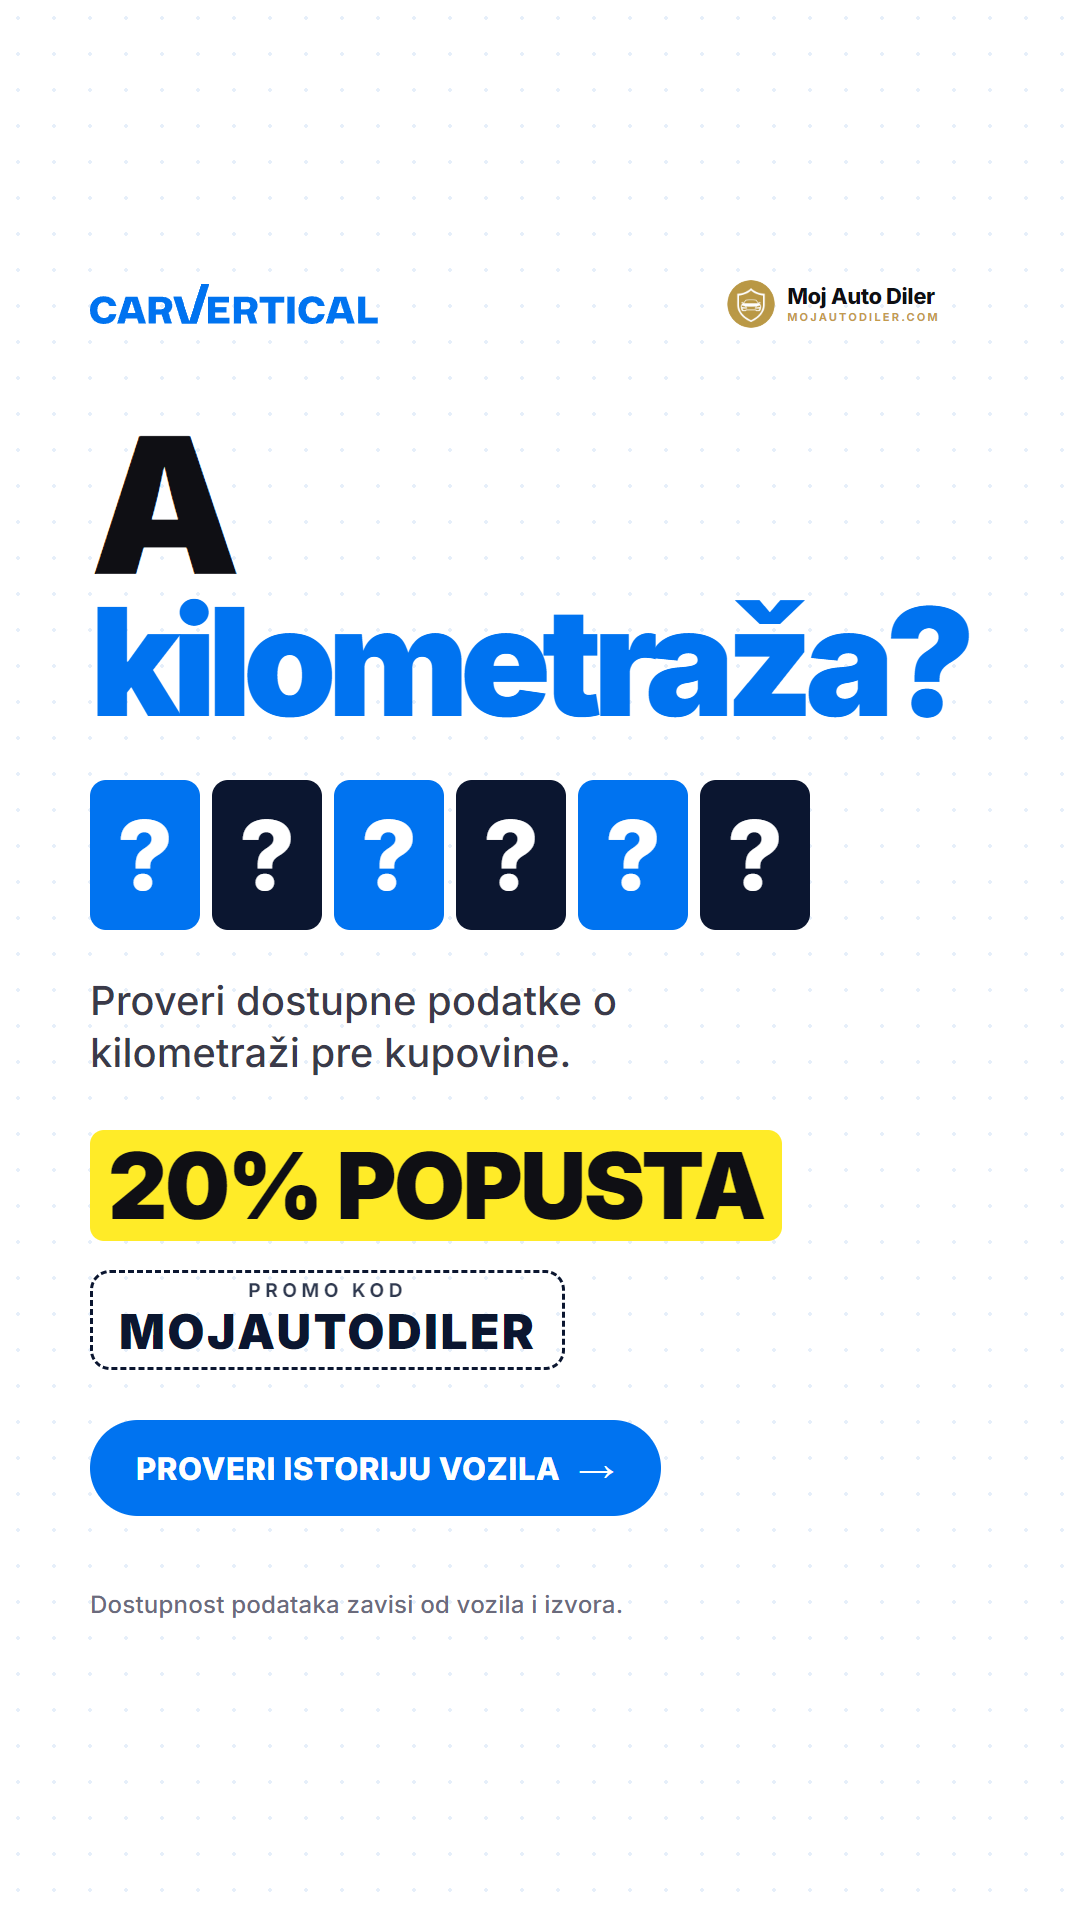 CARVERTICAL
Moj Auto Diler
MOJAUTODILER.COM
A
kilometraža?
? ? ? ? ? ?
Proveri dostupne podatke o
kilometraži pre kupovine.
20% POPUSTA
PROMO KOD
MOJAUTODILER
PROVERI ISTORIJU VOZILA →
Dostupnost podataka zavisi od vozila i izvora.